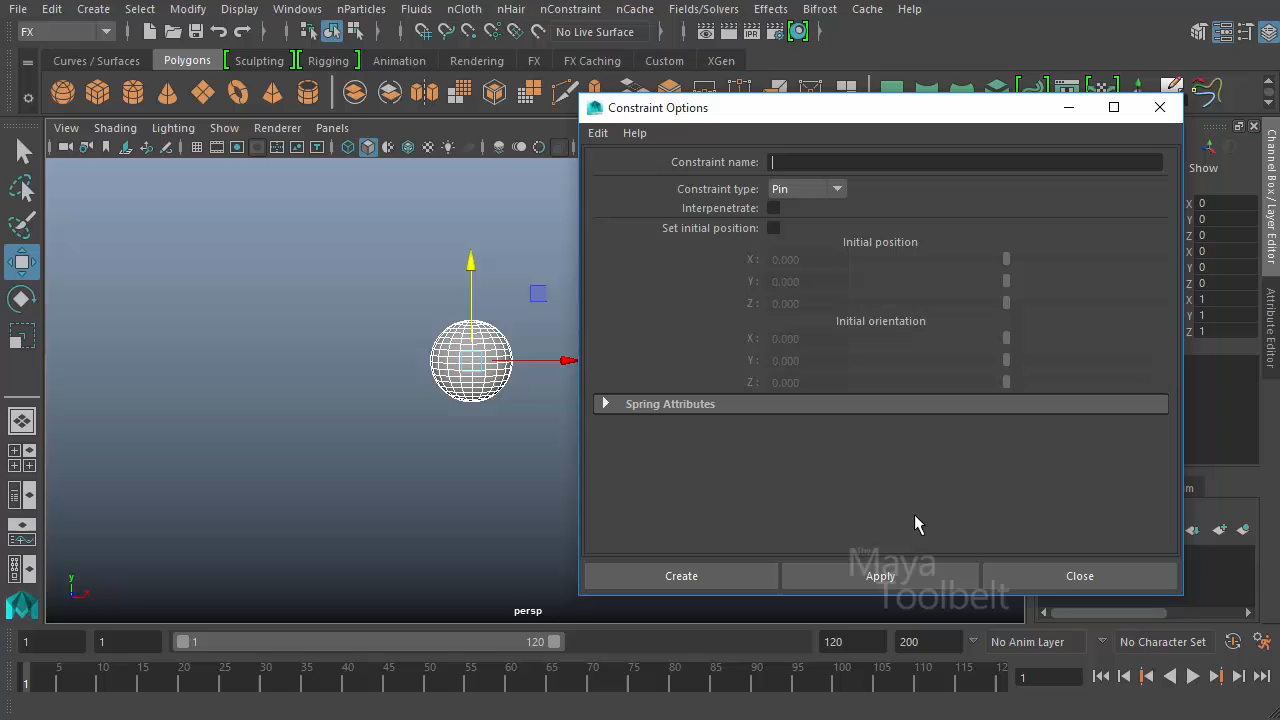 File Edit Create Select Modify Display Windows nParticles Fluids nCloth nHair nConstraint nCache Fields/Solvers Effects Bifrost Cache Help
FX
No Live Surface
IPR
Curves / Surfaces Polygons Sculpting Rigging Animation Rendering FX FX Caching Custom XGen
Constraint Options
View Shading Lighting Show Renderer Panels
Edit Help
Constraint name:
Constraint type: Pin
Interpenetrate:
Set initial position:
Initial position
X: 0.000
Y: 0.000
Z: 0.000
Initial orientation
X: 0.000
Y: 0.000
Z: 0.000
Spring Attributes
Create Apply Close
The
Maya
Toolbelt
Show
X 0
Y 0
Z 0
X 0
Y 0
Z 0
X 1
Y 1
Z 1
m
Channel Box / Layer Editor
Attribute Editor
y
persp
1 1 1 120 120 200 No Anim Layer No Character Set
5 10 15 20 25 30 35 40 45 50 55 60 65 70 75 80 85 90 95 100 105 110 115 12
1
1